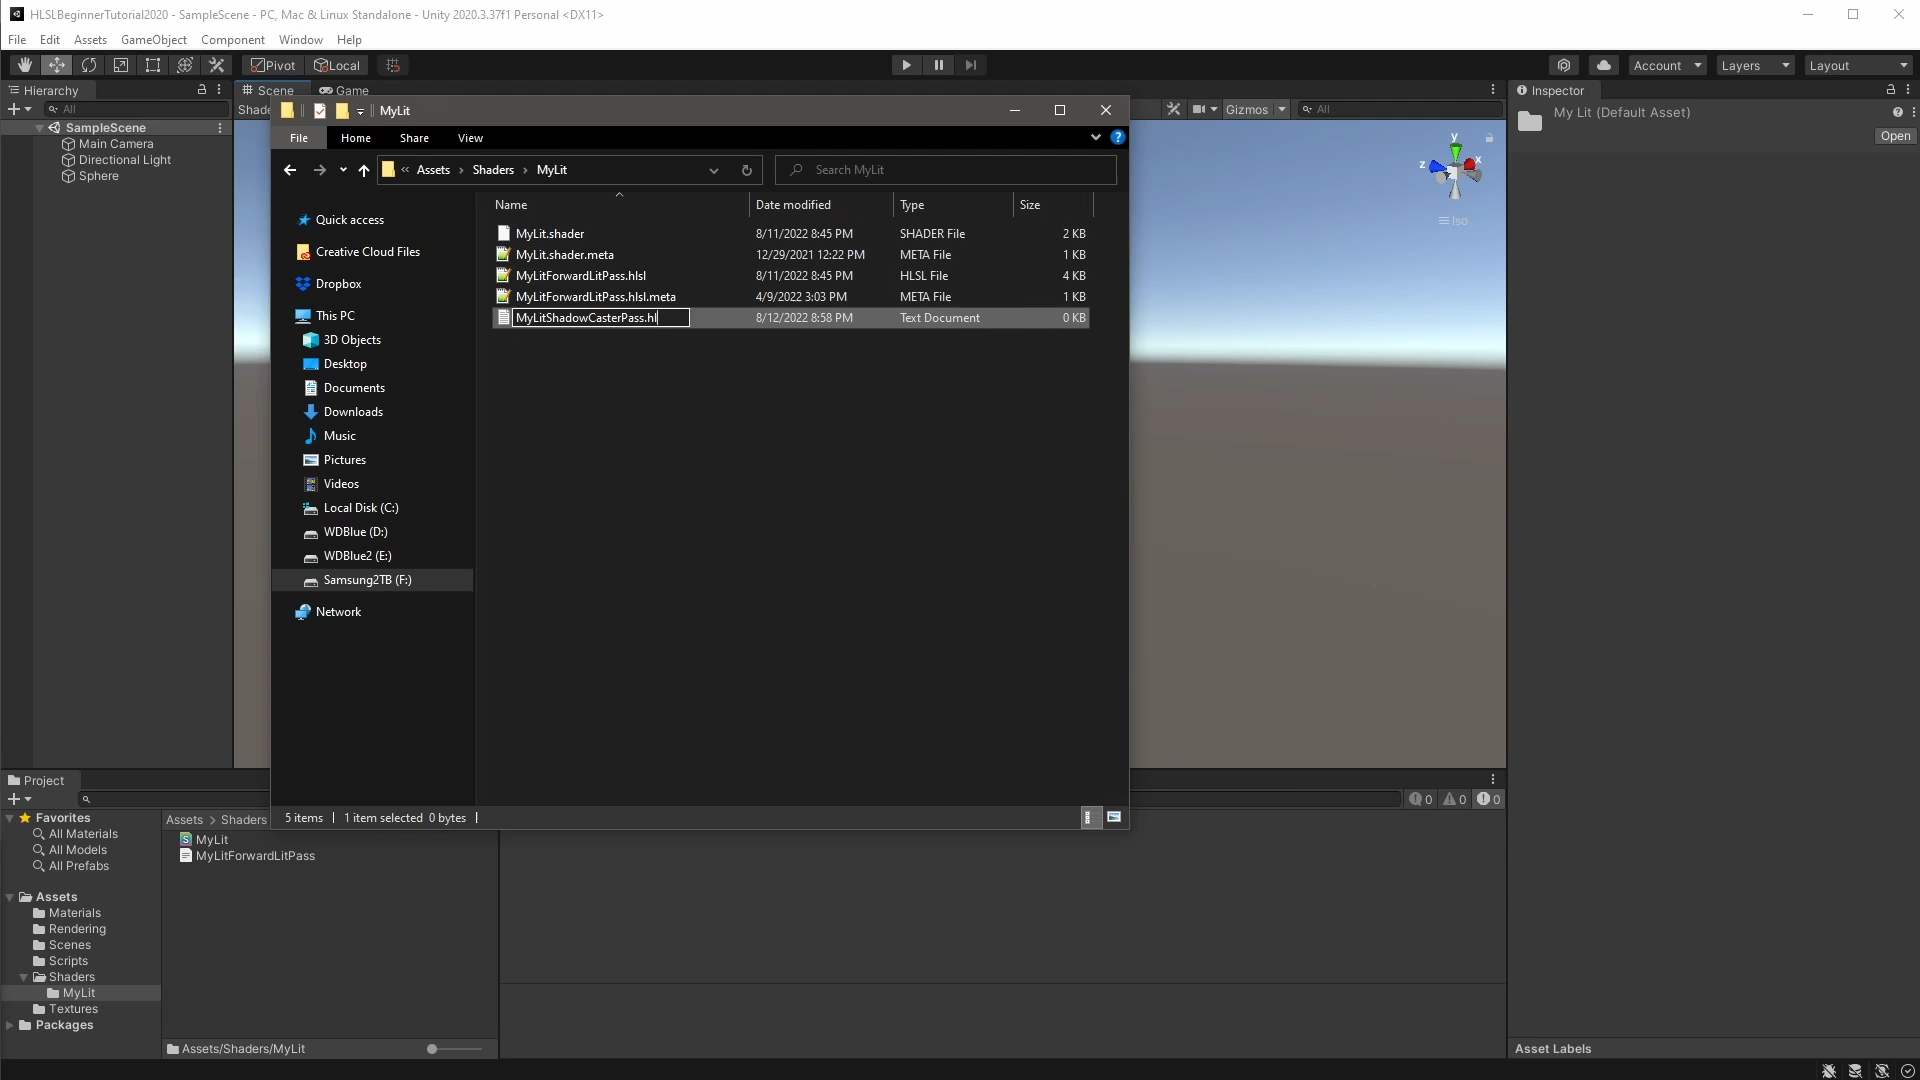 HLSLBeginnerTutorial2020 - SampleScene - PC, Mac & Linux Standalone - Unity 2020.3.37f1 Personal <DX11>
File Edit Assets GameObject Component Window Help
Pivot Local Account Layers Layout
Hierarchy
All
SampleScene
Main Camera
Directional Light
Sphere
Scene Game
Shade
Gizmos All
y
x
z
Iso
MyLit
File Home Share View
« Assets › Shaders › MyLit
Search MyLit
Quick access
Creative Cloud Files
Dropbox
This PC
3D Objects
Desktop
Documents
Downloads
Music
Pictures
Videos
Local Disk (C:)
WDBlue (D:)
WDBlue2 (E:)
Samsung2TB (F:)
Network
Name Date modified Type Size
MyLit.shader 8/11/2022 8:45 PM SHADER File 2 KB
MyLit.shader.meta 12/29/2021 12:22 PM META File 1 KB
MyLitForwardLitPass.hlsl 8/11/2022 8:45 PM HLSL File 4 KB
MyLitForwardLitPass.hlsl.meta 4/9/2022 3:03 PM META File 1 KB
MyLitShadowCasterPass.hl 8/12/2022 8:58 PM Text Document 0 KB
5 items 1 item selected 0 bytes
Inspector
My Lit (Default Asset)
Open
Project
0 0 0
Favorites
All Materials
All Models
All Prefabs
Assets
Materials
Rendering
Scenes
Scripts
Shaders
MyLit
Textures
Packages
Assets > Shaders
MyLit
MyLitForwardLitPass
Assets/Shaders/MyLit
Asset Labels